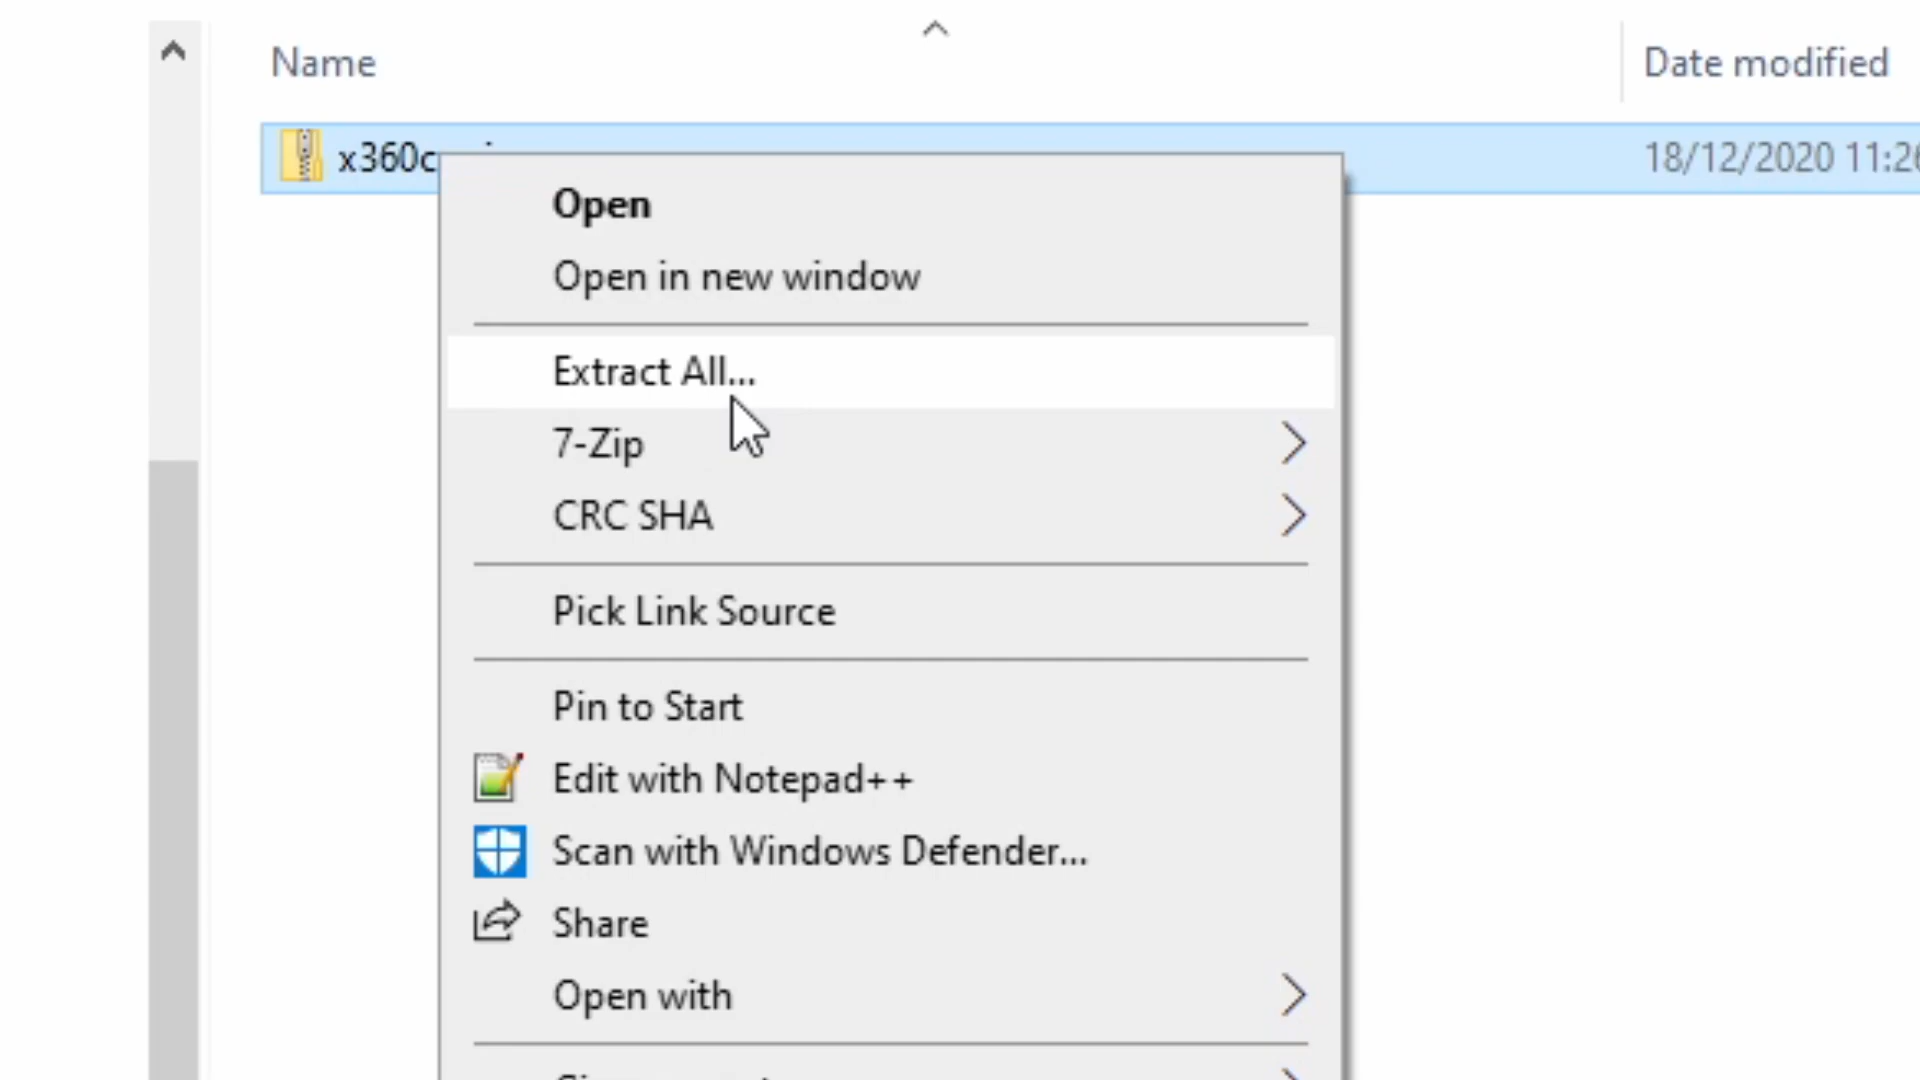 Name
Date modified
x360c
18/12/2020 11:26
Open
Open in new window
Extract All...
7-Zip
CRC SHA
Pick Link Source
Pin to Start
Edit with Notepad++
Scan with Windows Defender...
Share
Open with